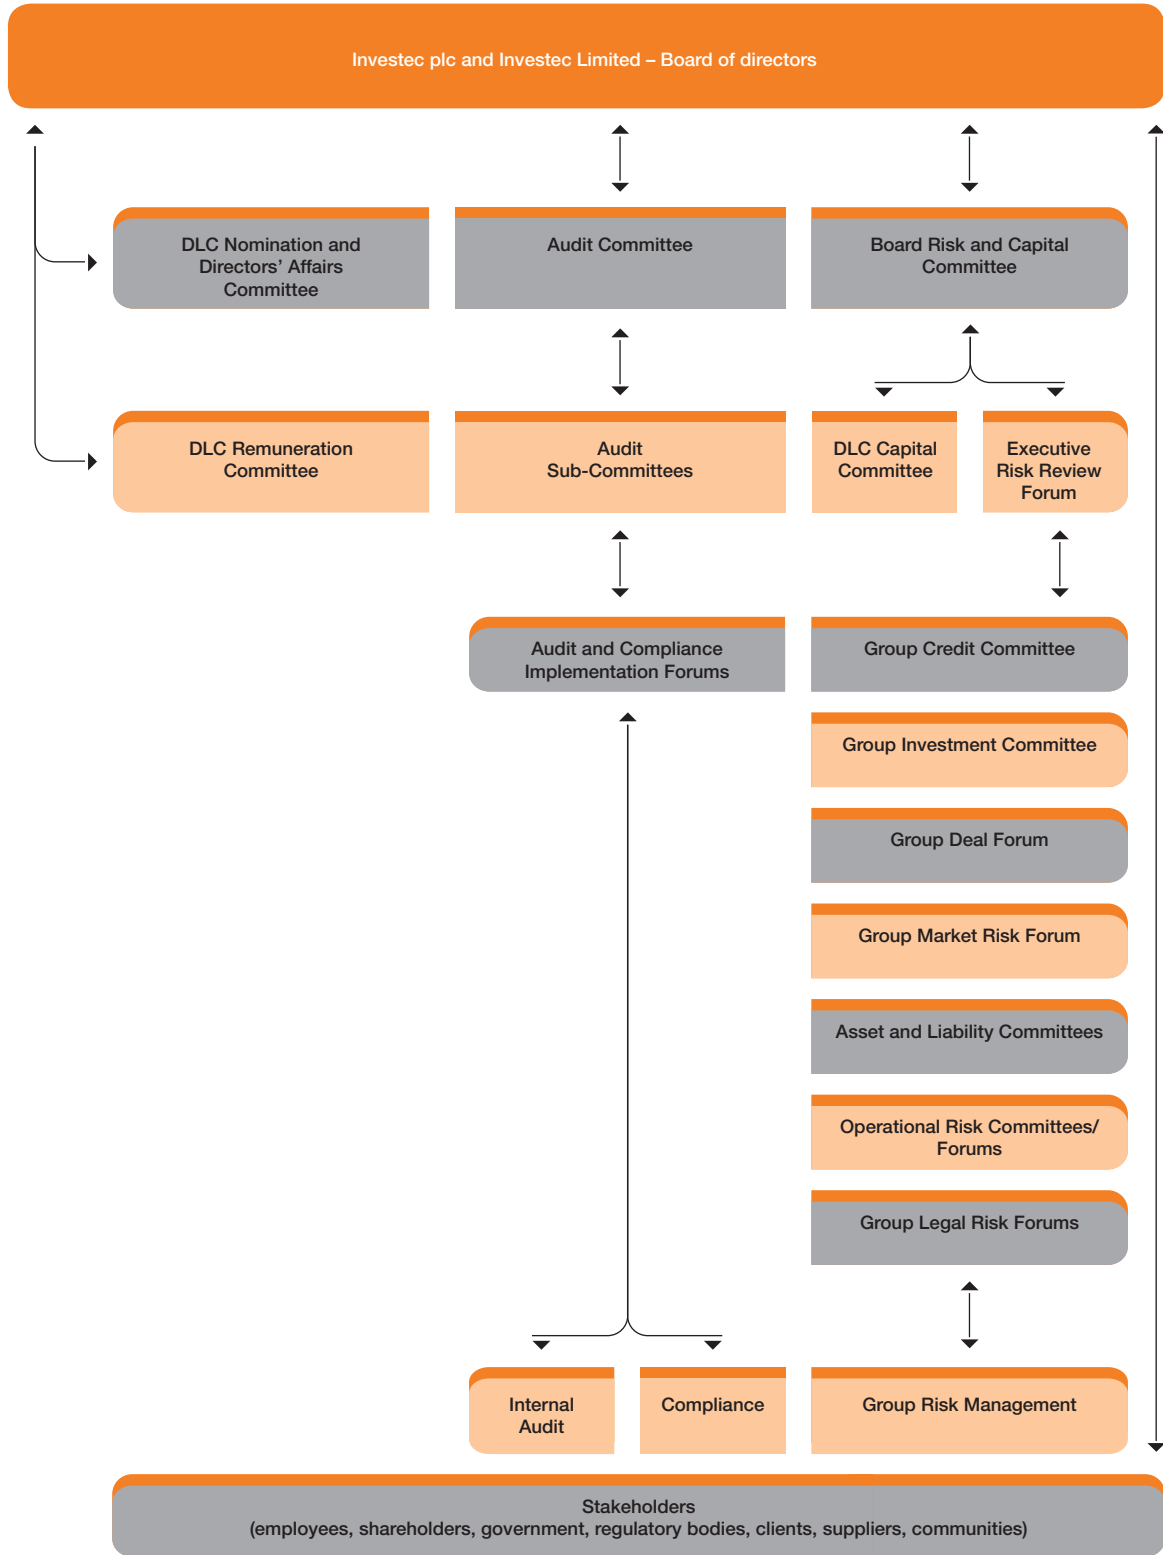 Investec plc and Investec Limited – Board of directors
DLC Nomination and
Directors’ Affairs
Committee
Audit Committee
Board Risk and Capital
Committee
DLC Remuneration
Committee
Audit
Sub-Committees
DLC Capital
Committee
Executive
Risk Review
Forum
Audit and Compliance
Implementation Forums
Group Credit Committee
Group Investment Committee
Group Deal Forum
Group Market Risk Forum
Asset and Liability Committees
Operational Risk Committees/
Forums
Group Legal Risk Forums
Internal
Audit
Compliance
Group Risk Management
Stakeholders
(employees, shareholders, government, regulatory bodies, clients, suppliers, communities)